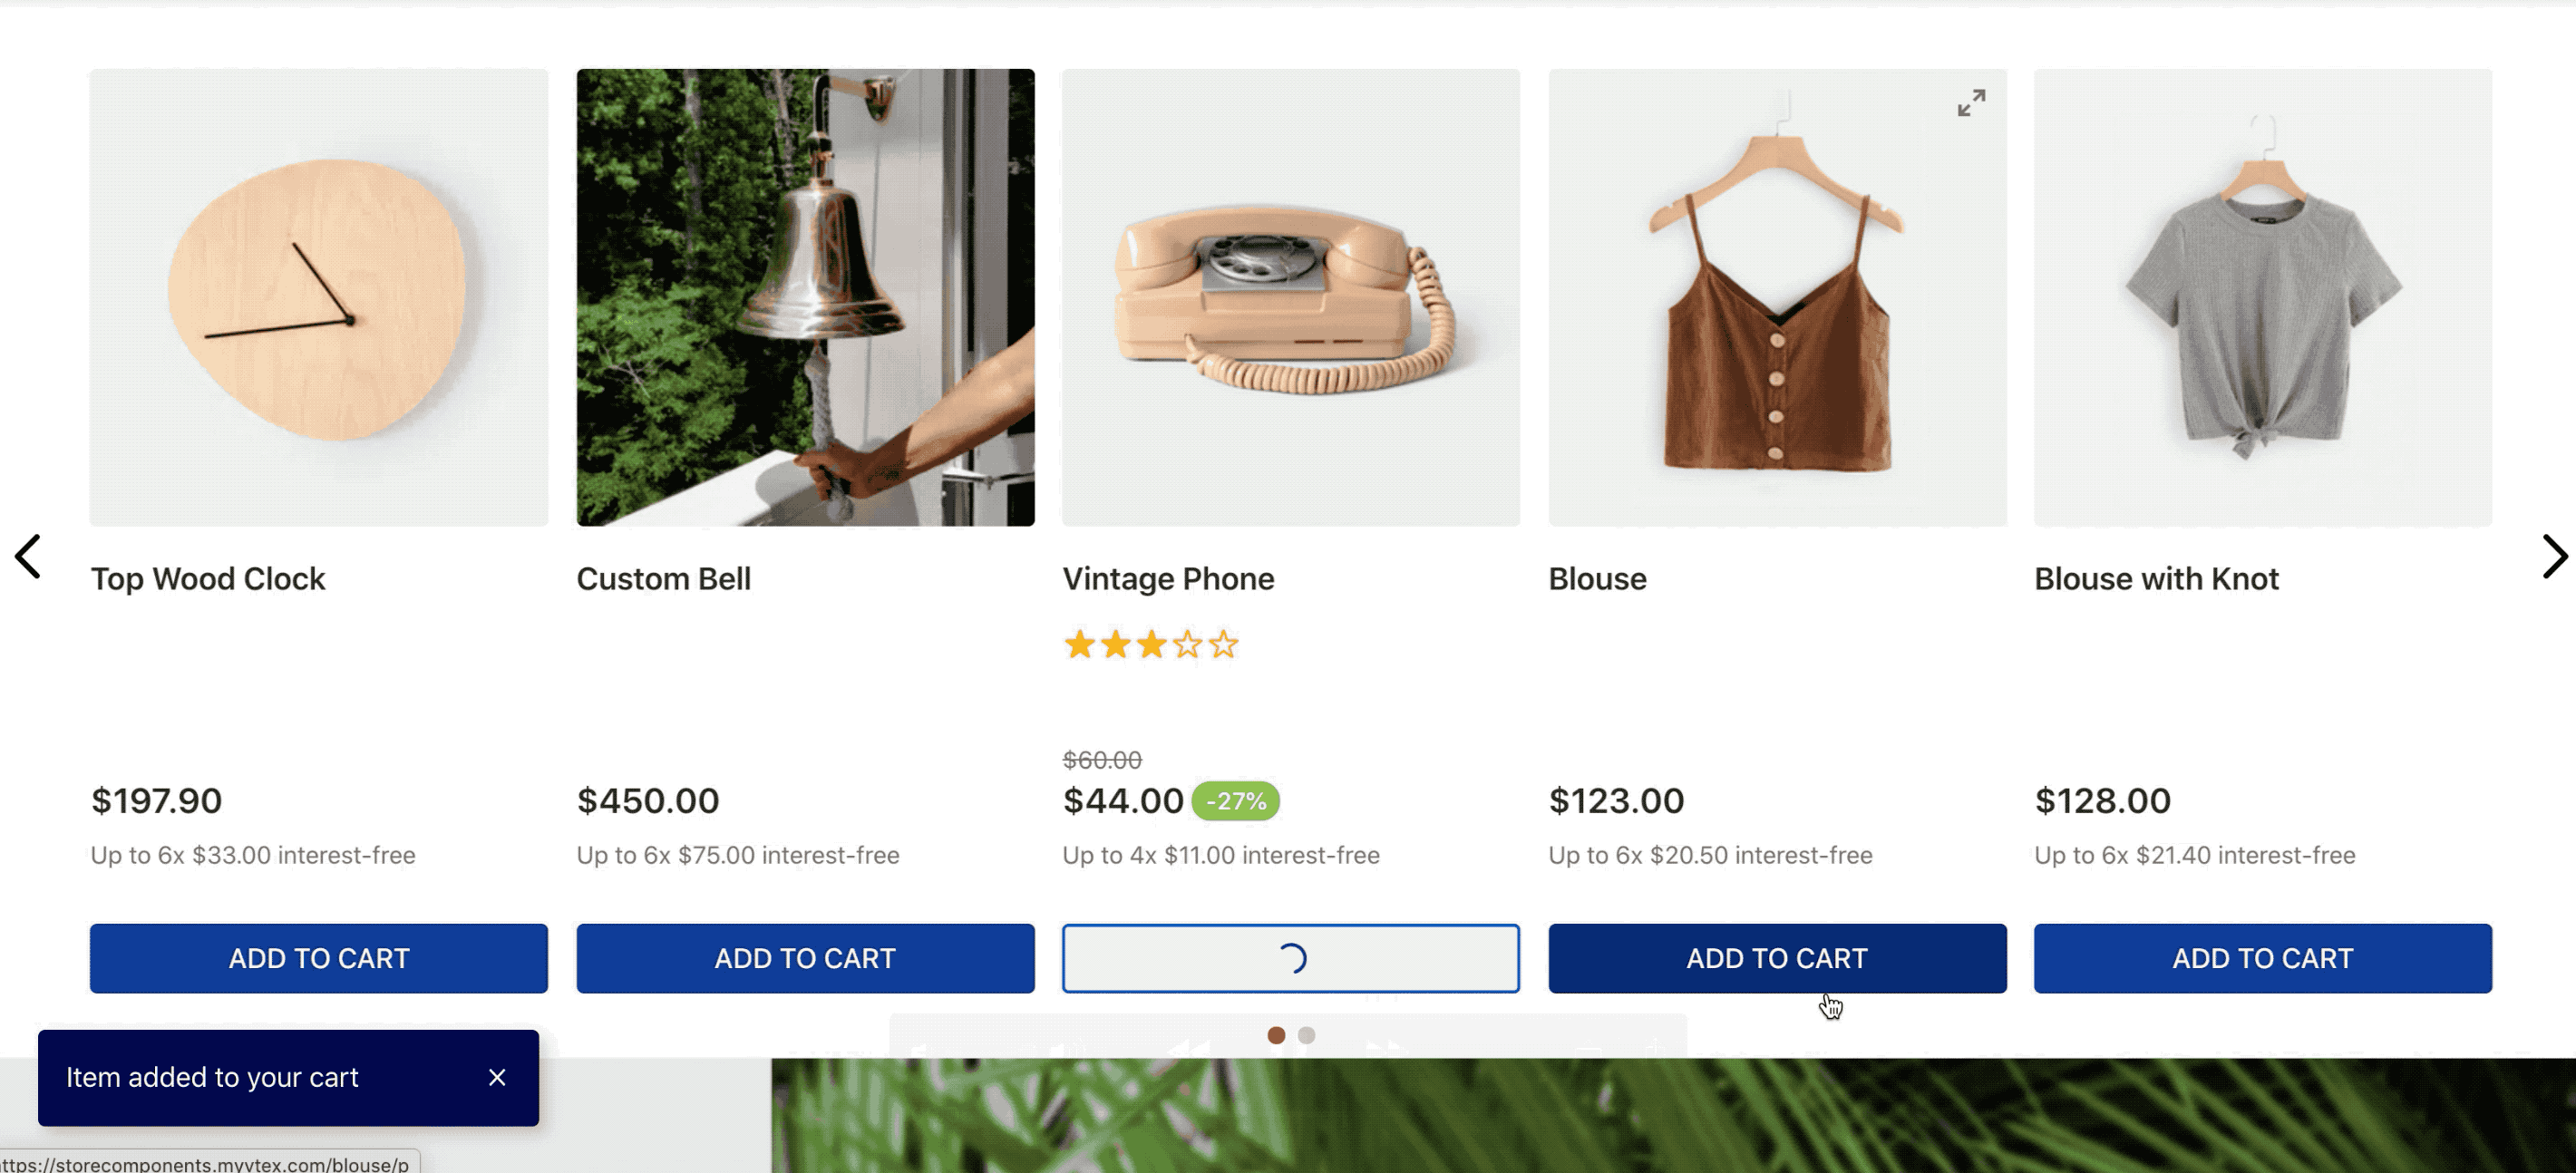 Top Wood Clock
Custom Bell
Vintage Phone
Blouse
Blouse with Knot
$60.00
$197.90
$450.00
$44.00 -27%
$123.00
$128.00
Up to 6x $33.00 interest-free
Up to 6x $75.00 interest-free
Up to 4x $11.00 interest-free
Up to 6x $20.50 interest-free
Up to 6x $21.40 interest-free
ADD TO CART
ADD TO CART
ADD TO CART
ADD TO CART
Item added to your cart
ttps://storecomponents.myvtex.com/blouse/p